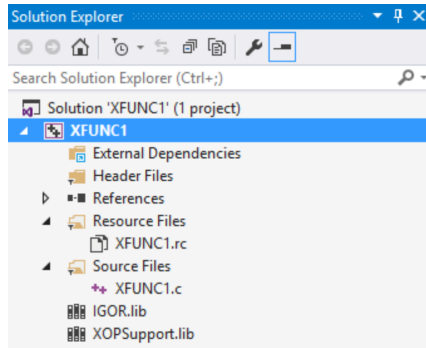 Solution Explorer
Search Solution Explorer (Ctrl+;)
Solution 'XFUNC1' (1 project)
XFUNC1
External Dependencies
Header Files
References
Resource Files
XFUNC1.rc
Source Files
XFUNC1.c
IGOR.lib
XOPSupport.lib